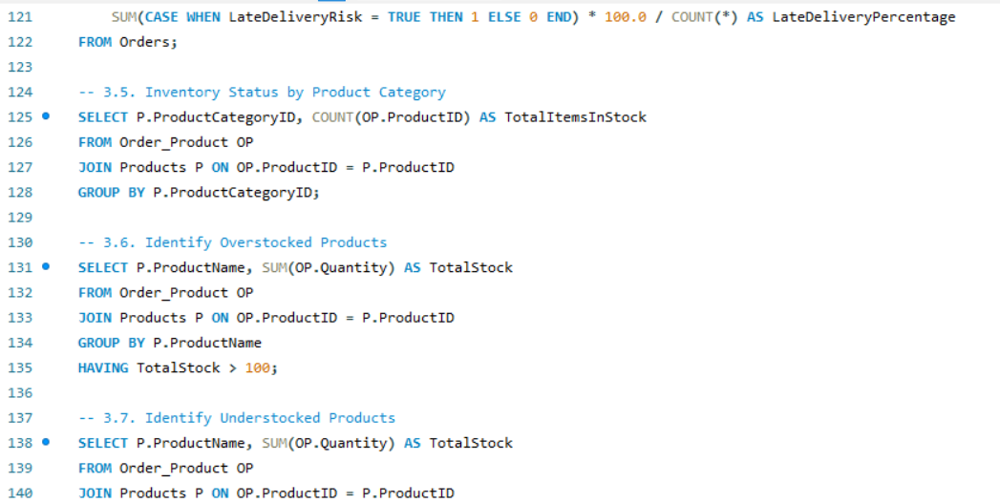 121 SUM(CASE WHEN LateDeliveryRisk = TRUE THEN 1 ELSE 0 END) * 100.0 / COUNT(*) AS LateDeliveryPercentage
122 FROM Orders;
123
124 -- 3.5. Inventory Status by Product Category
125 SELECT P.ProductCategoryID, COUNT(OP.ProductID) AS TotalItemsInStock
126 FROM Order_Product OP
127 JOIN Products P ON OP.ProductID = P.ProductID
128 GROUP BY P.ProductCategoryID;
129
130 -- 3.6. Identify Overstocked Products
131 SELECT P.ProductName, SUM(OP.Quantity) AS TotalStock
132 FROM Order_Product OP
133 JOIN Products P ON OP.ProductID = P.ProductID
134 GROUP BY P.ProductName
135 HAVING TotalStock > 100;
136
137 -- 3.7. Identify Understocked Products
138 SELECT P.ProductName, SUM(OP.Quantity) AS TotalStock
139 FROM Order_Product OP
140 JOIN Products P ON OP.ProductID = P.ProductID